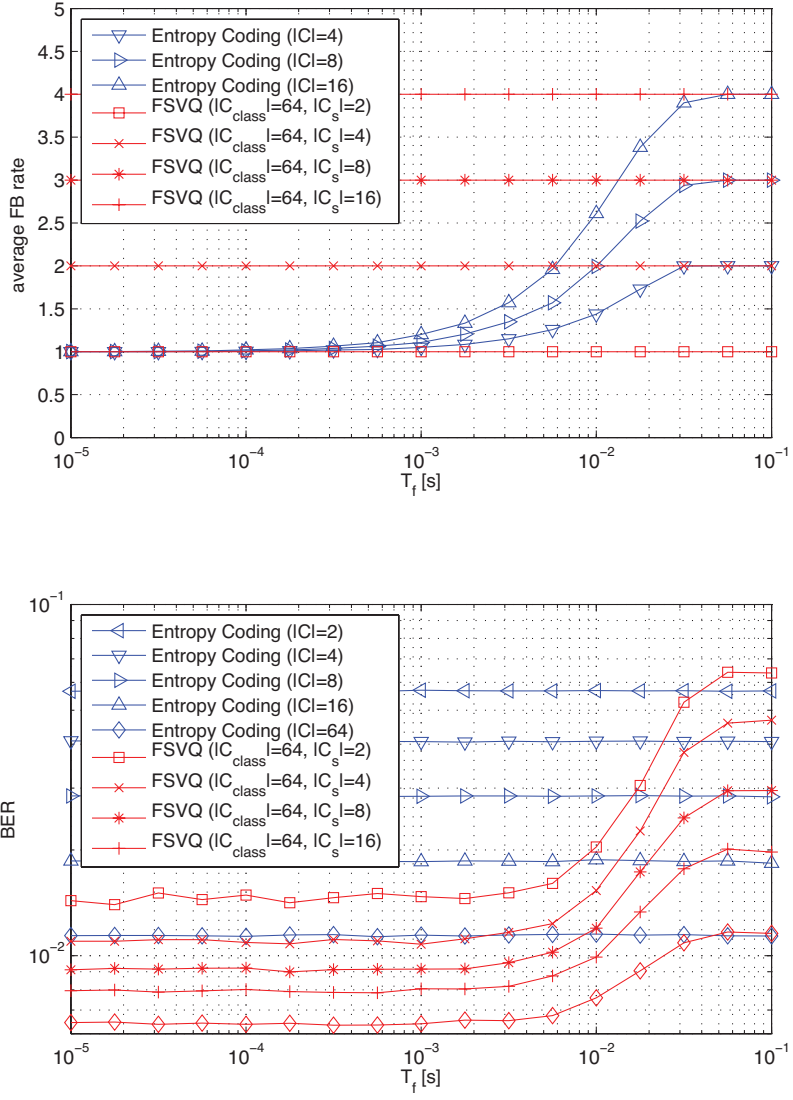 5
4.5
4
3.5
3
2.5
2
1.5
1
0.5
0
average FB rate
Entropy Coding (|C|=4)
Entropy Coding (|C|=8)
Entropy Coding (|C|=16)
FSVQ (|C_class|=64, |C_s|=2)
FSVQ (|C_class|=64, |C_s|=4)
FSVQ (|C_class|=64, |C_s|=8)
FSVQ (|C_class|=64, |C_s|=16)
10^-5 10^-4 10^-3 10^-2 10^-1
T_f [s]
10^-1
10^-2
BER
Entropy Coding (|C|=2)
Entropy Coding (|C|=4)
Entropy Coding (|C|=8)
Entropy Coding (|C|=16)
Entropy Coding (|C|=64)
FSVQ (|C_class|=64, |C_s|=2)
FSVQ (|C_class|=64, |C_s|=4)
FSVQ (|C_class|=64, |C_s|=8)
FSVQ (|C_class|=64, |C_s|=16)
10^-5 10^-4 10^-3 10^-2 10^-1
T_f [s]